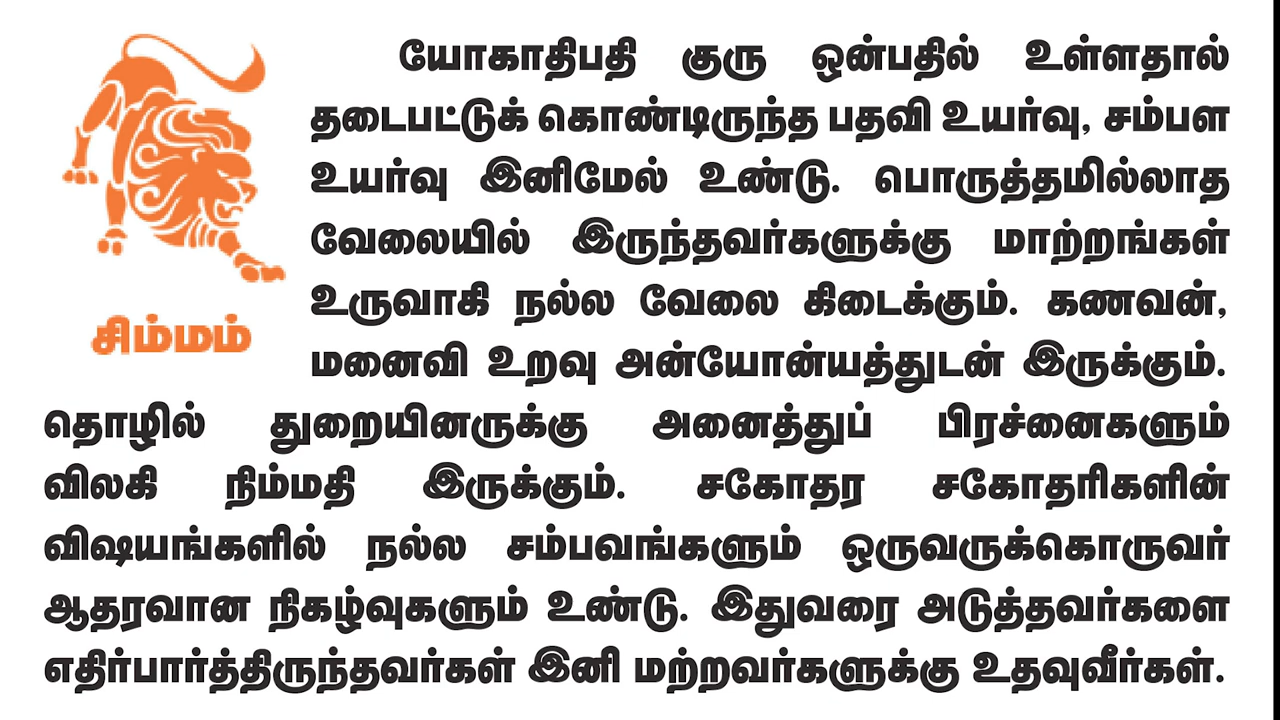 யோகாதிபதி குரு ஒன்பதில் உள்ளதால்
தடைபட்டுக் கொண்டிருந்த பதவி உயர்வு, சம்பள
உயர்வு இனிமேல் உண்டு. பொருத்தமில்லாத
வேலையில் இருந்தவர்களுக்கு மாற்றங்கள்
உருவாகி நல்ல வேலை கிடைக்கும். கணவன்,
மனைவி உறவு அன்யோன்யத்துடன் இருக்கும்.
சிம்மம்
தொழில் துறையினருக்கு அனைத்துப் பிரச்னைகளும்
விலகி நிம்மதி இருக்கும். சகோதர சகோதரிகளின்
விஷயங்களில் நல்ல சம்பவங்களும் ஒருவருக்கொருவர்
ஆதரவான நிகழ்வுகளும் உண்டு. இதுவரை அடுத்தவர்களை
எதிர்பார்த்திருந்தவர்கள் இனி மற்றவர்களுக்கு உதவுவீர்கள்.